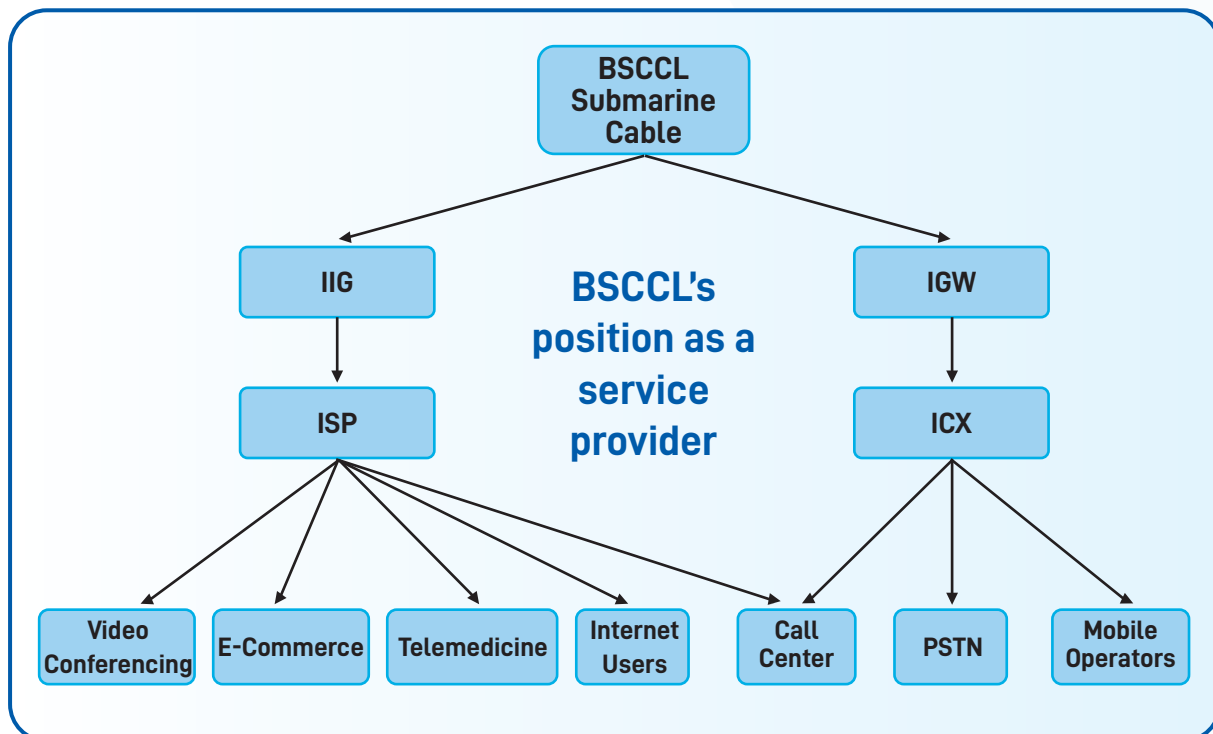 BSCCL
Submarine
Cable
IIG
BSCCL's
position as a
service
provider
IGW
ISP
ICX
Video
Conferencing
E-Commerce
Telemedicine
Internet
Users
Call
Center
PSTN
Mobile
Operators